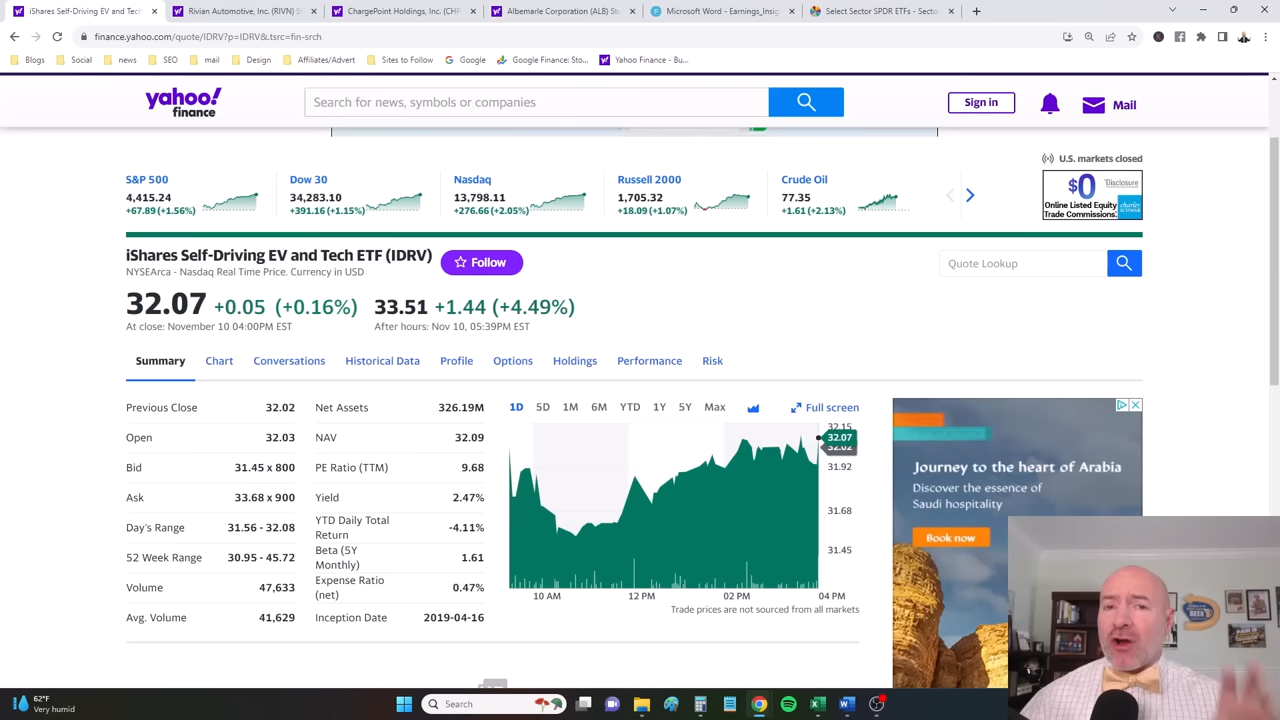 iShares Self-Driving EV and Tech
Rivian Automotive, Inc. (RIVN) S
ChargePoint Holdings, Inc. (CHP
Albemarle Corporation (ALB) St
Microsoft Word - Earnings_Insig
Select Sector SPDR ETFs - Secto
finance.yahoo.com/quote/IDRV?p=IDRV&.tsrc=fin-srch
Blogs
Social
news
SEO
mail
Design
Affiliates/Advert
Sites to Follow
Google
Google Finance: Sto...
Yahoo Finance - Bu...
yahoo!
finance
Search for news, symbols or companies
Sign in
Mail
U.S. markets closed
S&P 500
4,415.24
+67.89 (+1.56%)
Dow 30
34,283.10
+391.16 (+1.15%)
Nasdaq
13,798.11
+276.66 (+2.05%)
Russell 2000
1,705.32
+18.09 (+1.07%)
Crude Oil
77.35
+1.61 (+2.13%)
$0
Disclosure
Online Listed Equity
Trade Commissions.
charles
SCHWAB
iShares Self-Driving EV and Tech ETF (IDRV)
Follow
NYSEArca - Nasdaq Real Time Price. Currency in USD
Quote Lookup
32.07 +0.05 (+0.16%)
At close: November 10 04:00PM EST
33.51 +1.44 (+4.49%)
After hours: Nov 10, 05:39PM EST
Summary
Chart
Conversations
Historical Data
Profile
Options
Holdings
Performance
Risk
Previous Close 32.02
Open 32.03
Bid 31.45 x 800
Ask 33.68 x 900
Day's Range 31.56 - 32.08
52 Week Range 30.95 - 45.72
Volume 47,633
Avg. Volume 41,629
Net Assets 326.19M
NAV 32.09
PE Ratio (TTM) 9.68
Yield 2.47%
YTD Daily Total
Return -4.11%
Beta (5Y
Monthly) 1.61
Expense Ratio
(net) 0.47%
Inception Date 2019-04-16
1D 5D 1M 6M YTD 1Y 5Y Max
Full screen
32.15
32.07
32.02
31.92
31.68
31.45
10 AM
12 PM
02 PM
04 PM
Trade prices are not sourced from all markets
Journey to the heart of Arabia
Discover the essence of
Saudi hospitality
Book now
BEER
62°F
Very humid
Search